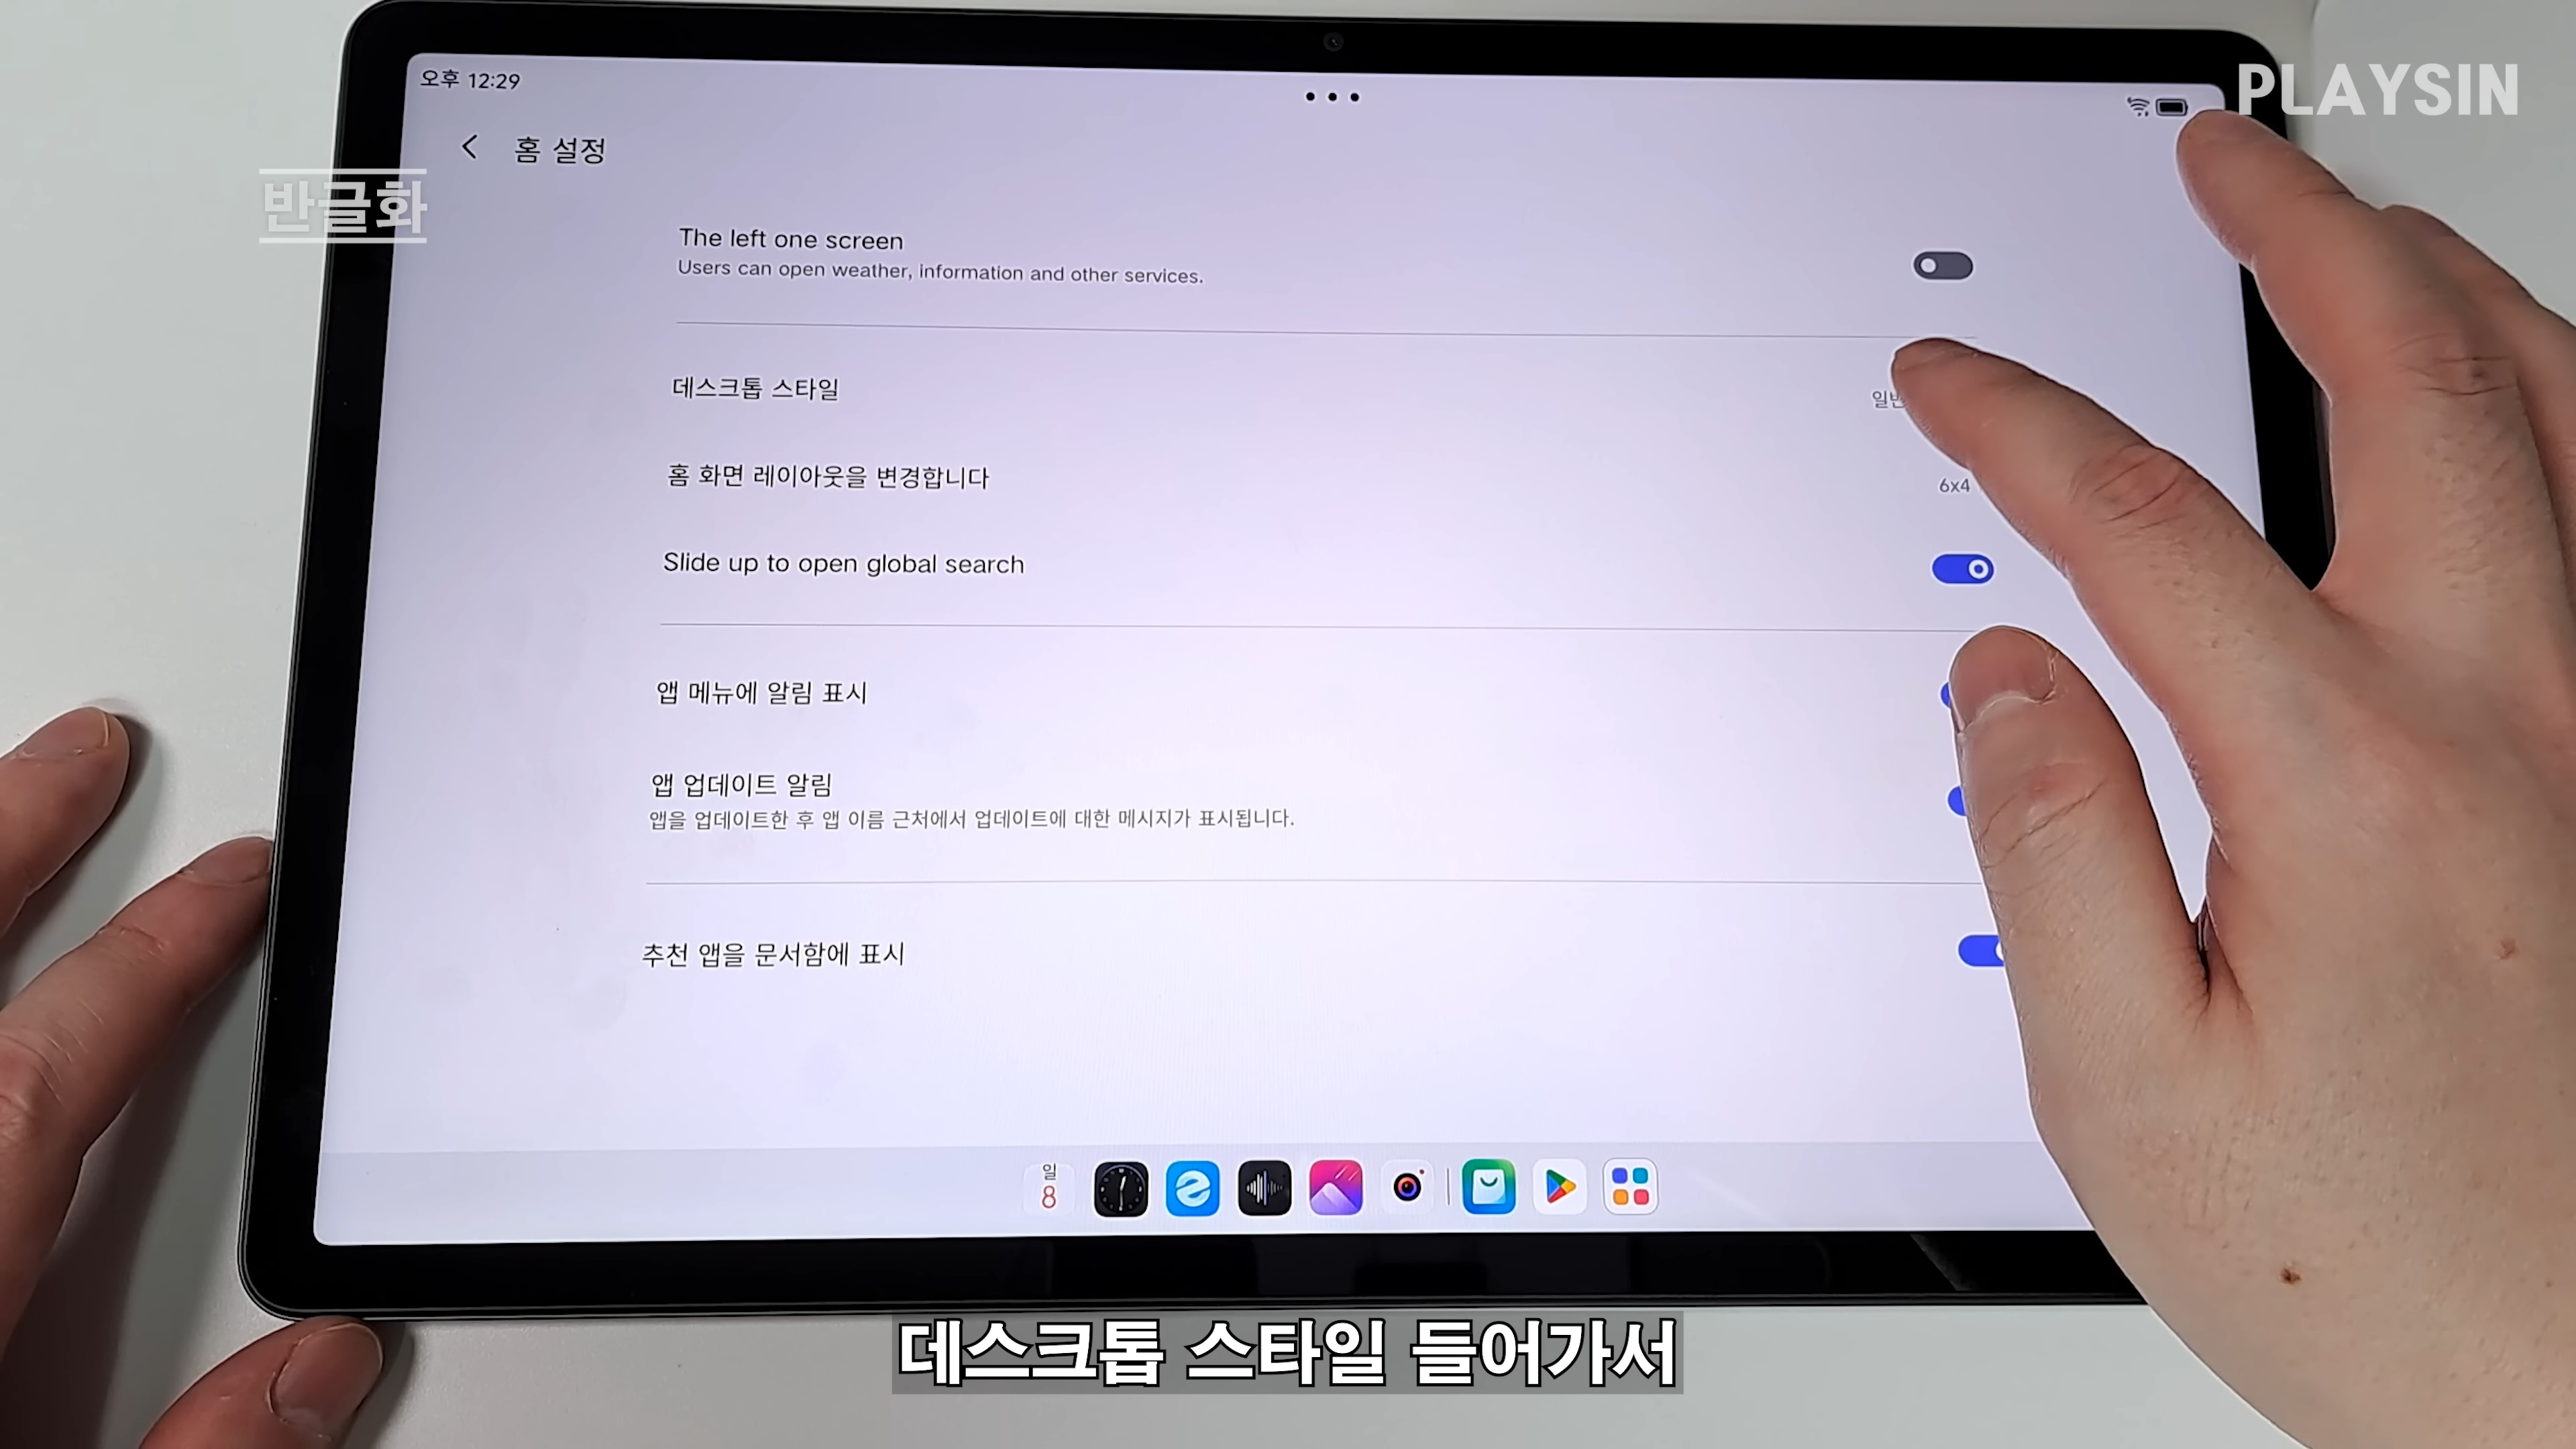 PLAYSIN
오후 12:29
홈 설정
반글화
The left one screen
Users can open weather, information and other services.
데스크톱 스타일
홈 화면 레이아웃을 변경합니다
6x4
Slide up to open global search
앱 메뉴에 알림 표시
앱 업데이트 알림
앱을 업데이트한 후 앱 이름 근처에서 업데이트에 대한 메시지가 표시됩니다.
추천 앱을 문서함에 표시
일
8
데스크톱 스타일 들어가서